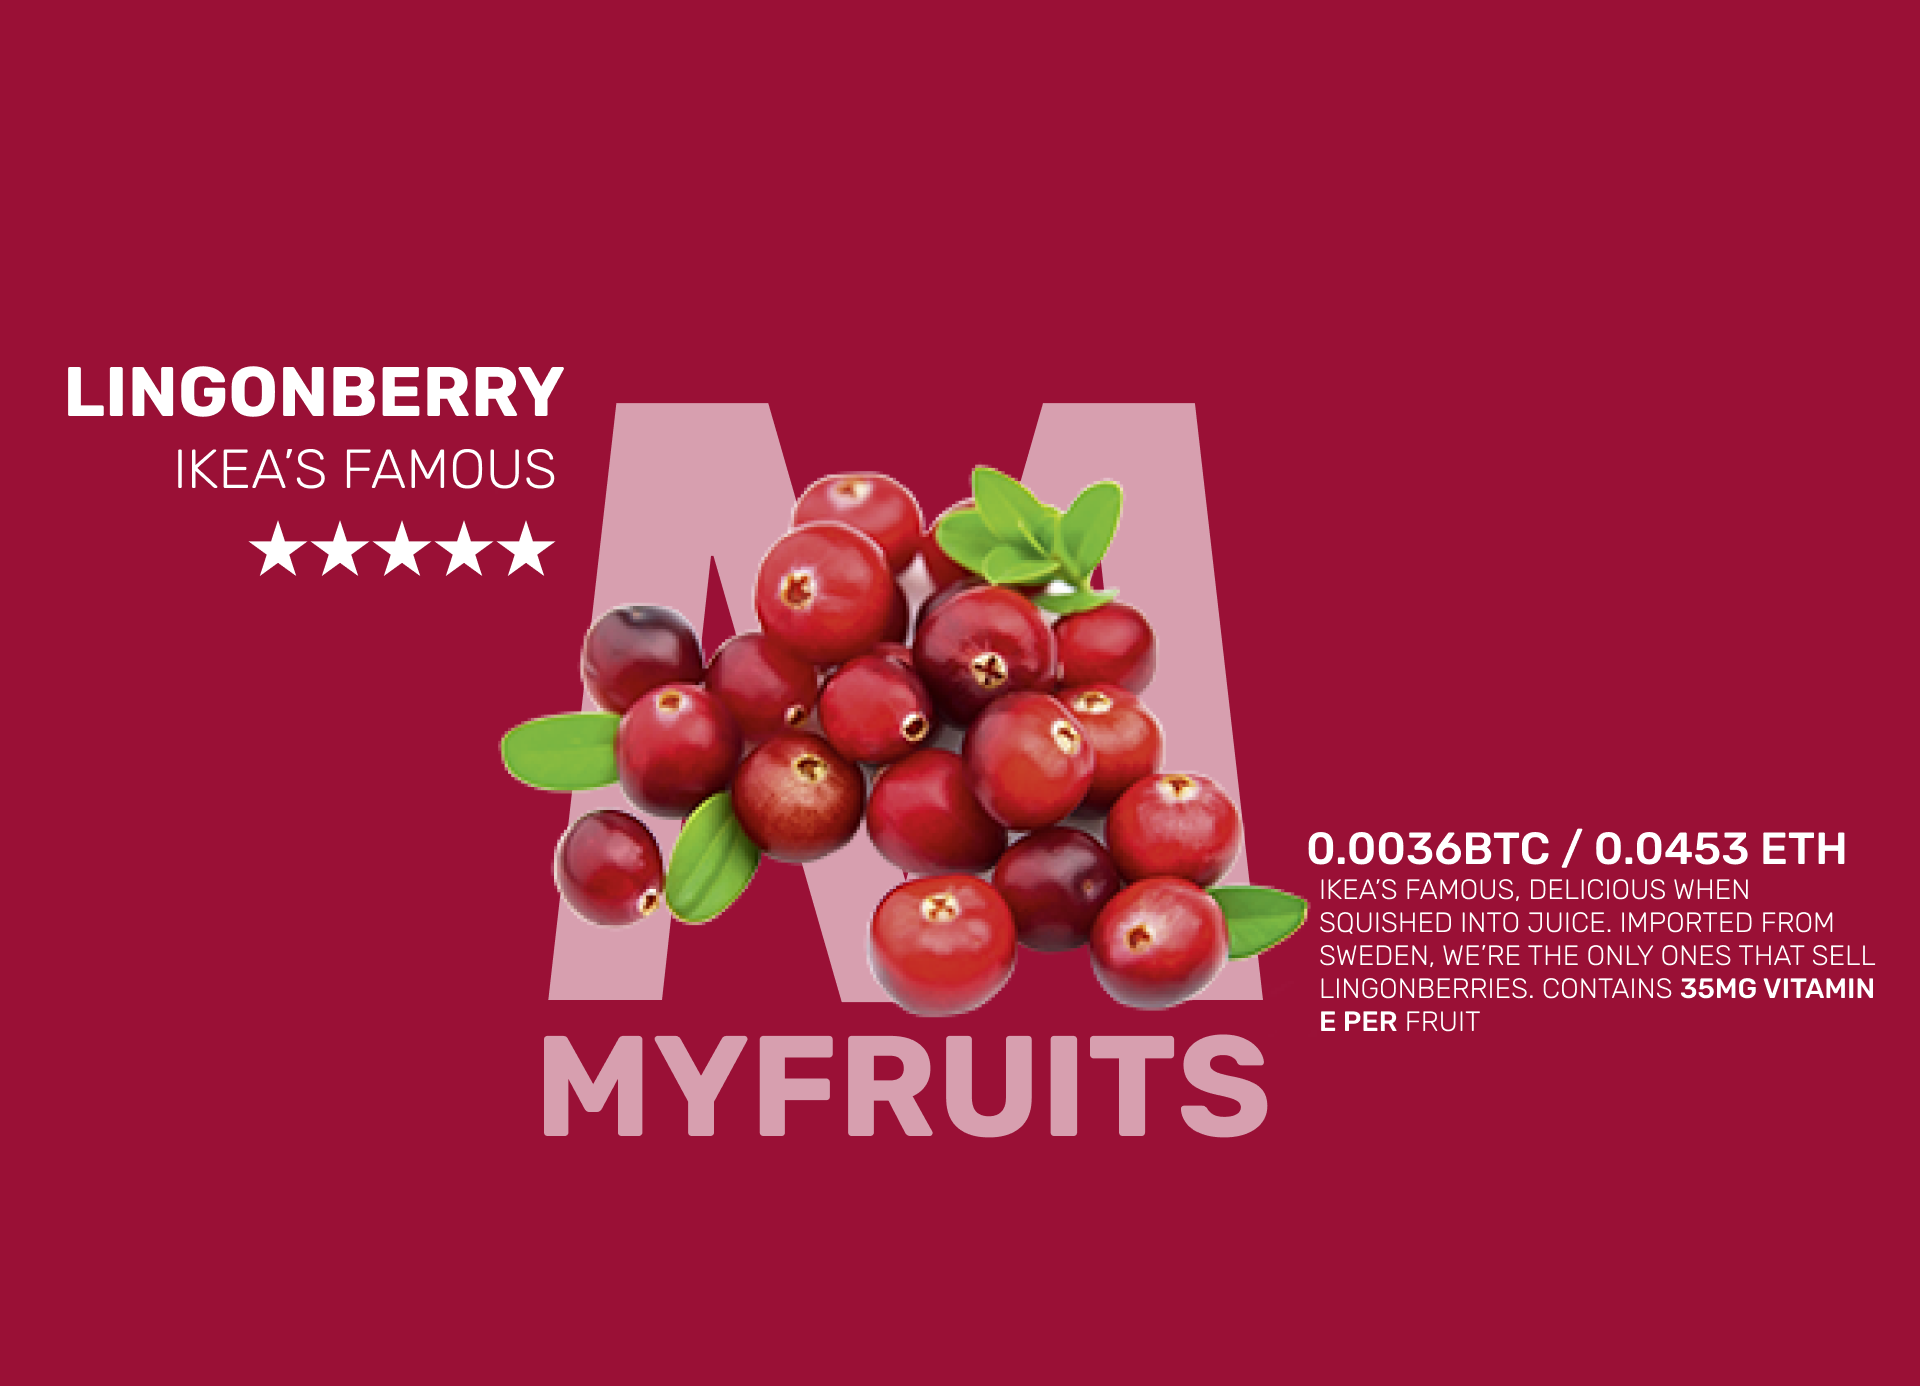 LINGONBERRY
IKEA'S FAMOUS
★★★★★
M
0.0036BTC / 0.0453 ETH
IKEA'S FAMOUS, DELICIOUS WHEN
SQUISHED INTO JUICE. IMPORTED FROM
SWEDEN, WE'RE THE ONLY ONES THAT SELL
LINGONBERRIES. CONTAINS 35MG VITAMIN
E PER FRUIT
MYFRUITS